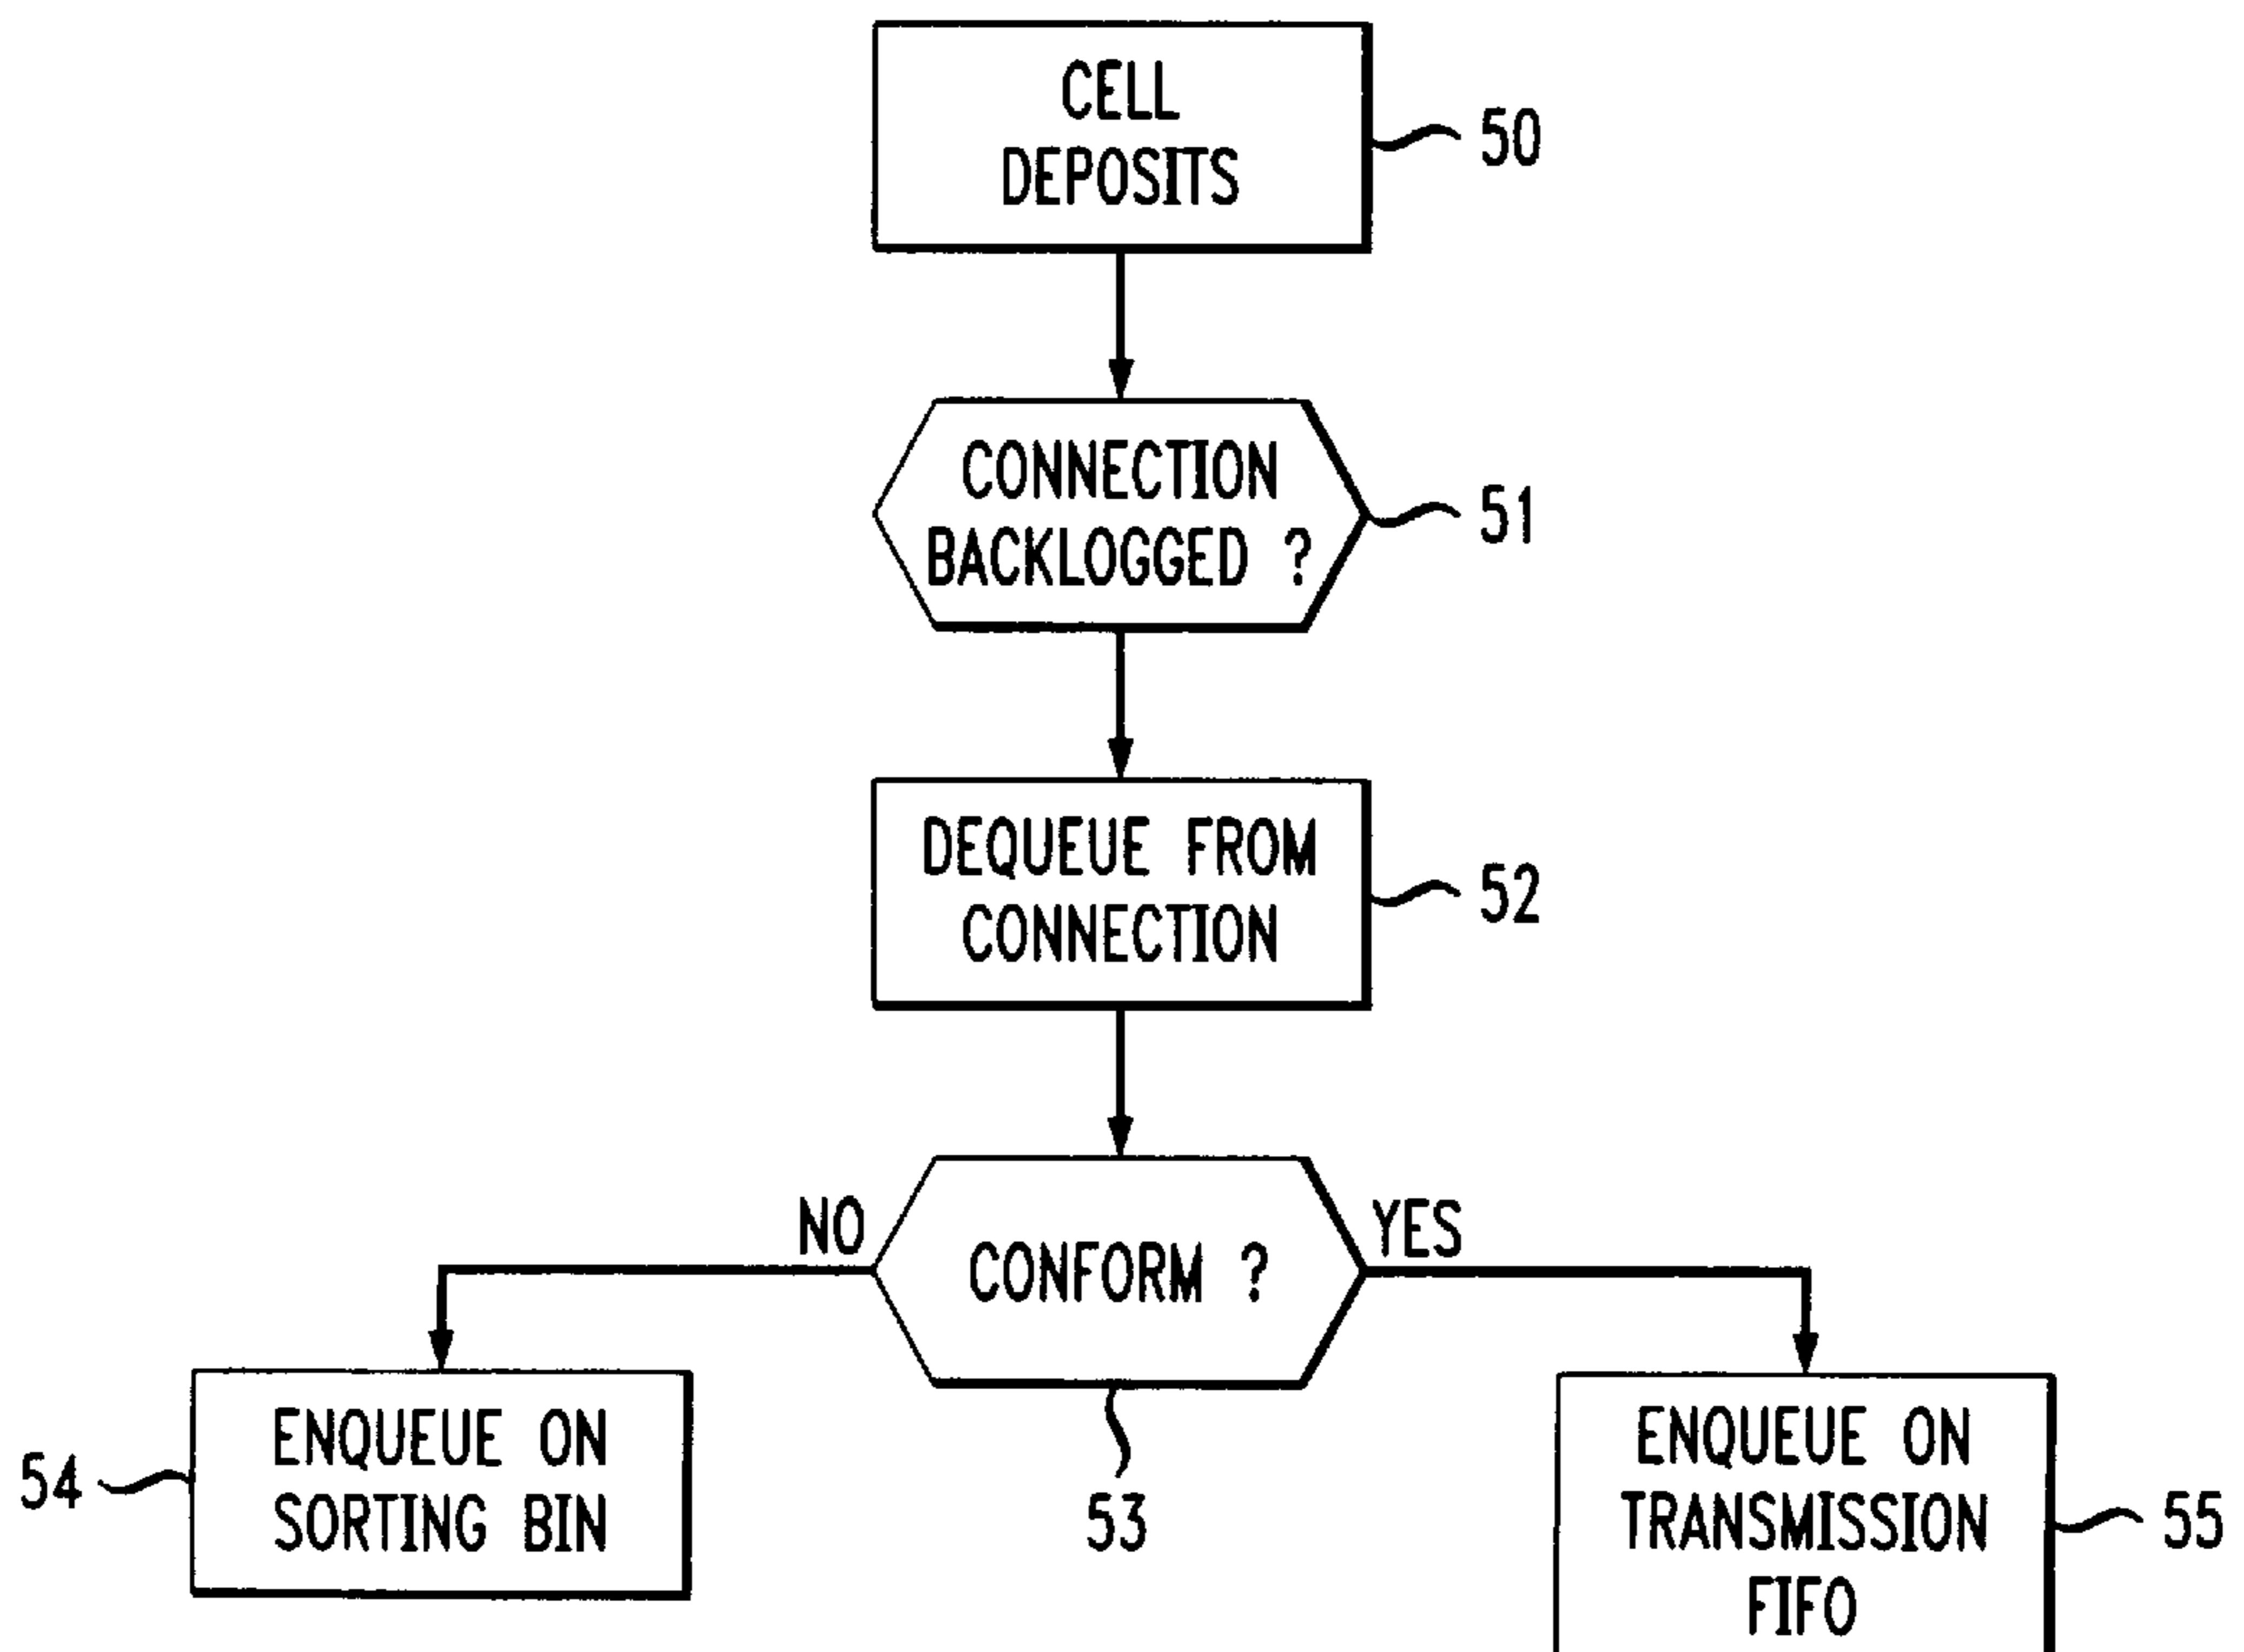 CELL
DEPOSITS
50
CONNECTION
BACKLOGGED ?
51
DEQUEUE FROM
CONNECTION
52
NO
YES
CONFORM ?
53
54
ENQUEUE ON
SORTING BIN
ENQUEUE ON
TRANSMISSION
FIFO
55